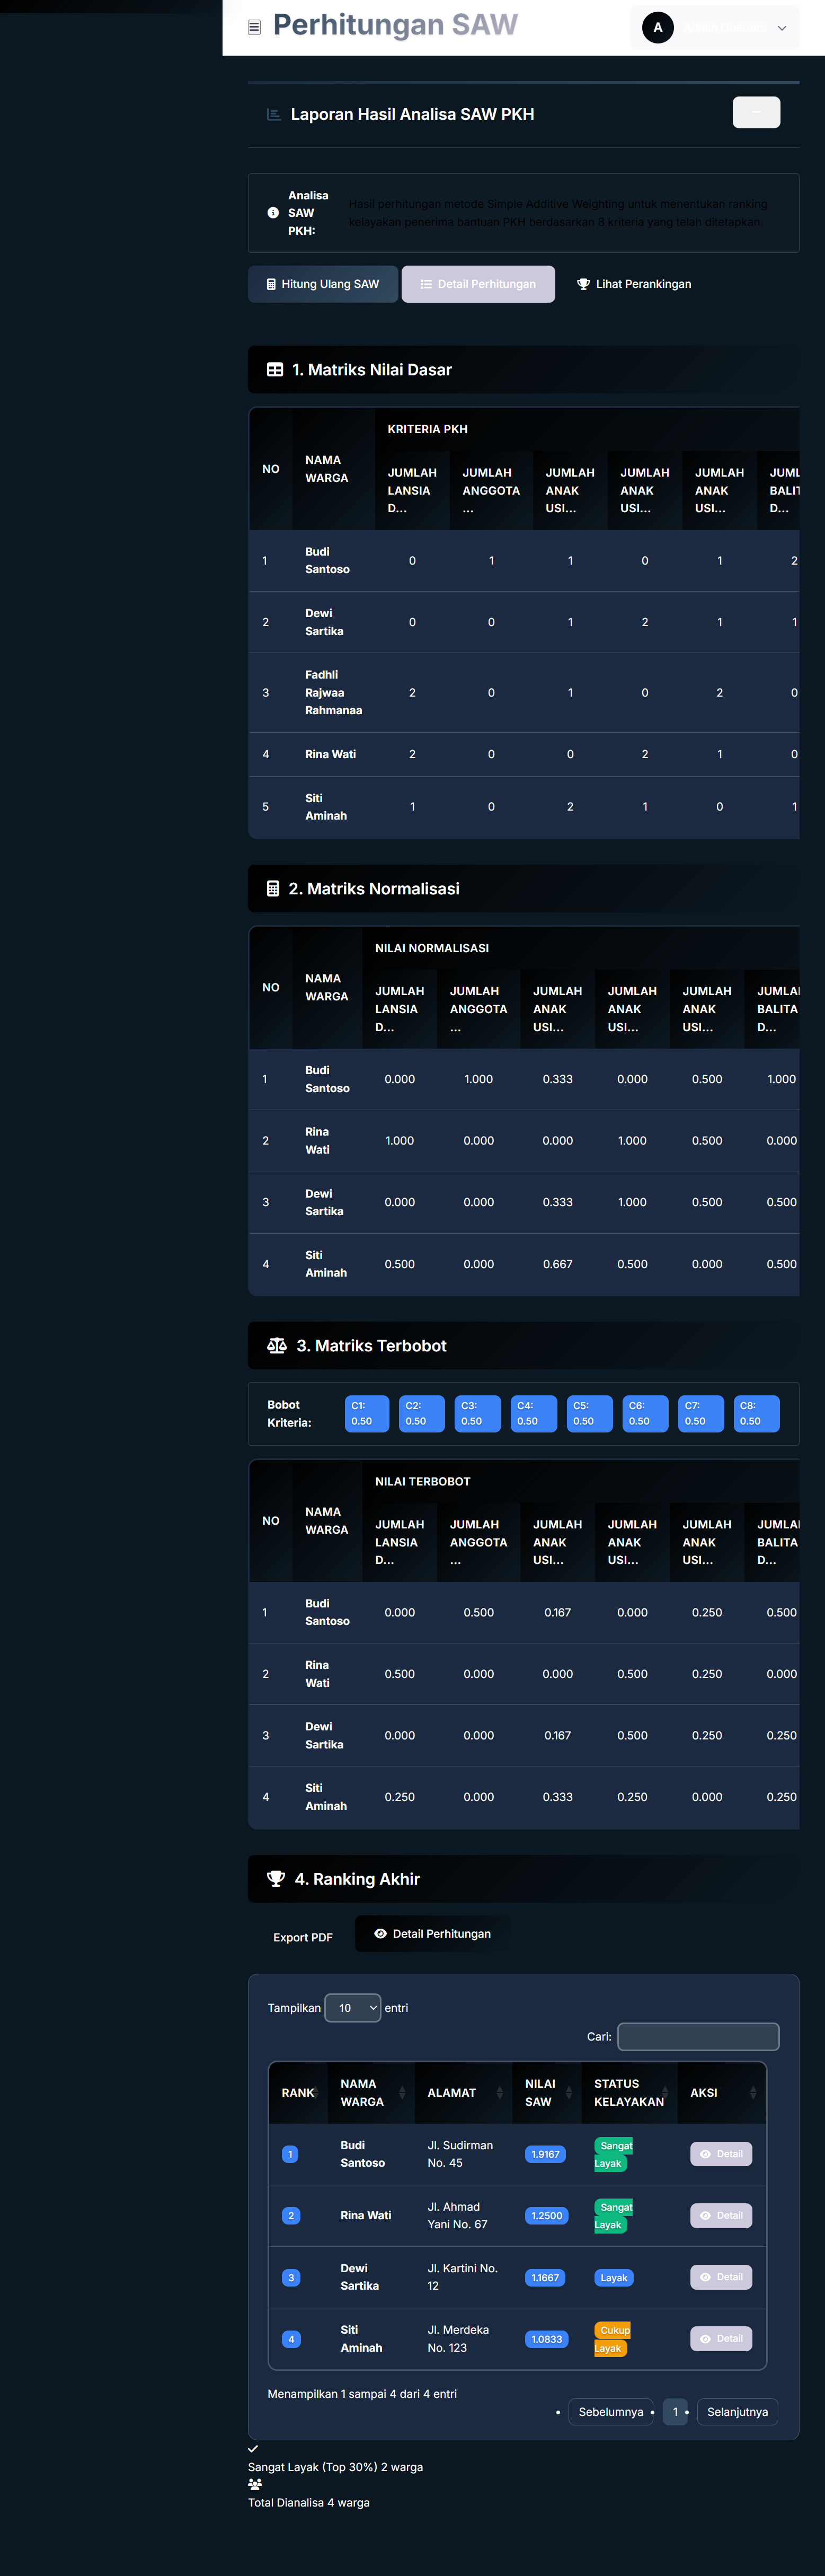 Perhitungan SAW
A
Laporan Hasil Analisa SAW PKH
Analisa
SAW
PKH:
Hasil perhitungan metode Simple Additive Weighting untuk menentukan ranking
kelayakan penerima bantuan PKH berdasarkan 8 kriteria yang telah ditetapkan.
Hitung Ulang SAW
Detail Perhitungan
Lihat Perankingan
1. Matriks Nilai Dasar
NO
NAMA
WARGA
KRITERIA PKH
JUMLAH
LANSIA
D...
JUMLAH
ANGGOTA
...
JUMLAH
ANAK
USI...
JUMLAH
ANAK
USI...
JUMLAH
ANAK
USI...
JUML
BALIT
D...
1 Budi Santoso 0 1 1 0 1 2
2 Dewi Sartika 0 0 1 2 1 1
3 Fadhli Rajwaa Rahmanaa 2 0 1 0 2 0
4 Rina Wati 2 0 0 2 1 0
5 Siti Aminah 1 0 2 1 0 1
2. Matriks Normalisasi
NO
NAMA
WARGA
NILAI NORMALISASI
JUMLAH
LANSIA
D...
JUMLAH
ANGGOTA
...
JUMLAH
ANAK
USI...
JUMLAH
ANAK
USI...
JUMLAH
ANAK
USI...
JUMLA
BALITA
D...
1 Budi Santoso 0.000 1.000 0.333 0.000 0.500 1.000
2 Rina Wati 1.000 0.000 0.000 1.000 0.500 0.000
3 Dewi Sartika 0.000 0.000 0.333 1.000 0.500 0.500
4 Siti Aminah 0.500 0.000 0.667 0.500 0.000 0.500
3. Matriks Terbobot
Bobot
Kriteria:
C1: 0.50
C2: 0.50
C3: 0.50
C4: 0.50
C5: 0.50
C6: 0.50
C7: 0.50
C8: 0.50
NO
NAMA
WARGA
NILAI TERBOBOT
JUMLAH
LANSIA
D...
JUMLAH
ANGGOTA
...
JUMLAH
ANAK
USI...
JUMLAH
ANAK
USI...
JUMLAH
ANAK
USI...
JUMLA
BALITA
D...
1 Budi Santoso 0.000 0.500 0.167 0.000 0.250 0.500
2 Rina Wati 0.500 0.000 0.000 0.500 0.250 0.000
3 Dewi Sartika 0.000 0.000 0.167 0.500 0.250 0.250
4 Siti Aminah 0.250 0.000 0.333 0.250 0.000 0.250
4. Ranking Akhir
Export PDF
Detail Perhitungan
Tampilkan 10 entri
Cari:
RANK
NAMA
WARGA
ALAMAT
NILAI
SAW
STATUS
KELAYAKAN
AKSI
1 Budi Santoso Jl. Sudirman No. 45 1.9167 Sangat Layak Detail
2 Rina Wati Jl. Ahmad Yani No. 67 1.2500 Sangat Layak Detail
3 Dewi Sartika Jl. Kartini No. 12 1.1667 Layak Detail
4 Siti Aminah Jl. Merdeka No. 123 1.0833 Cukup Layak Detail
Menampilkan 1 sampai 4 dari 4 entri
Sebelumnya
1
Selanjutnya
Sangat Layak (Top 30%) 2 warga
Total Dianalisa 4 warga